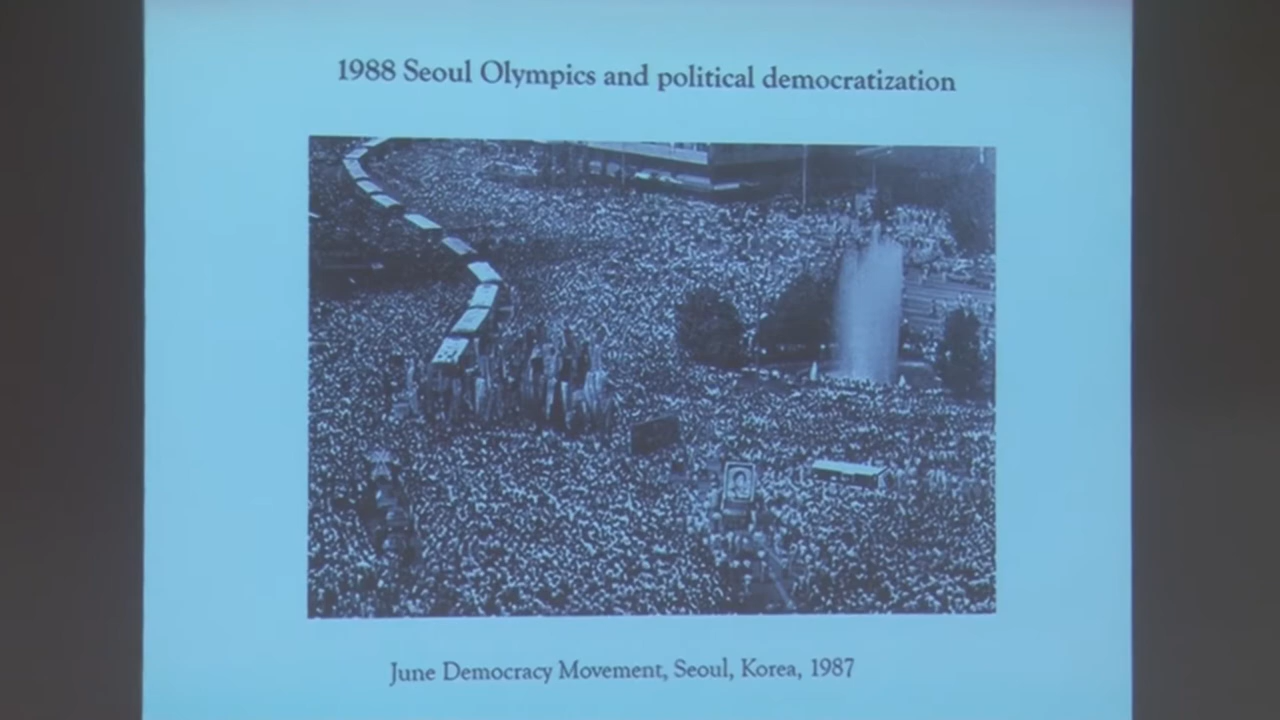 1988 Seoul Olympics and political democratization
June Democracy Movement, Seoul, Korea, 1987